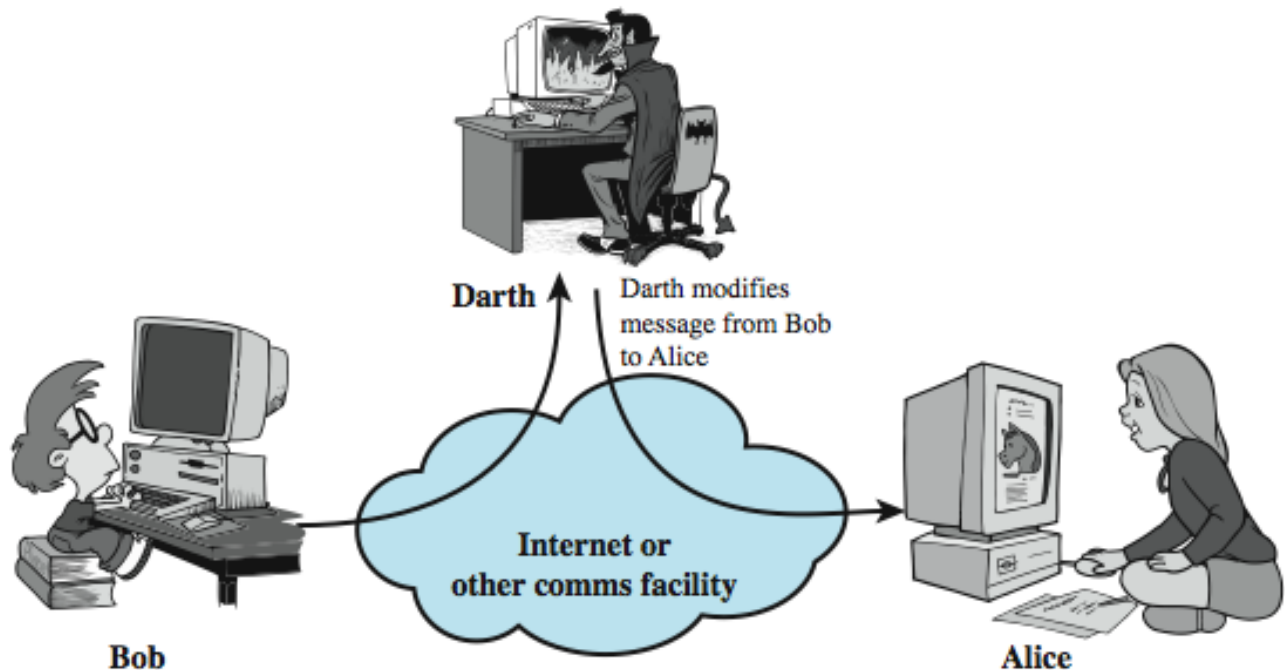 Darth
Darth modifies
message from Bob
to Alice
Internet or
other comms facility
Bob
Alice